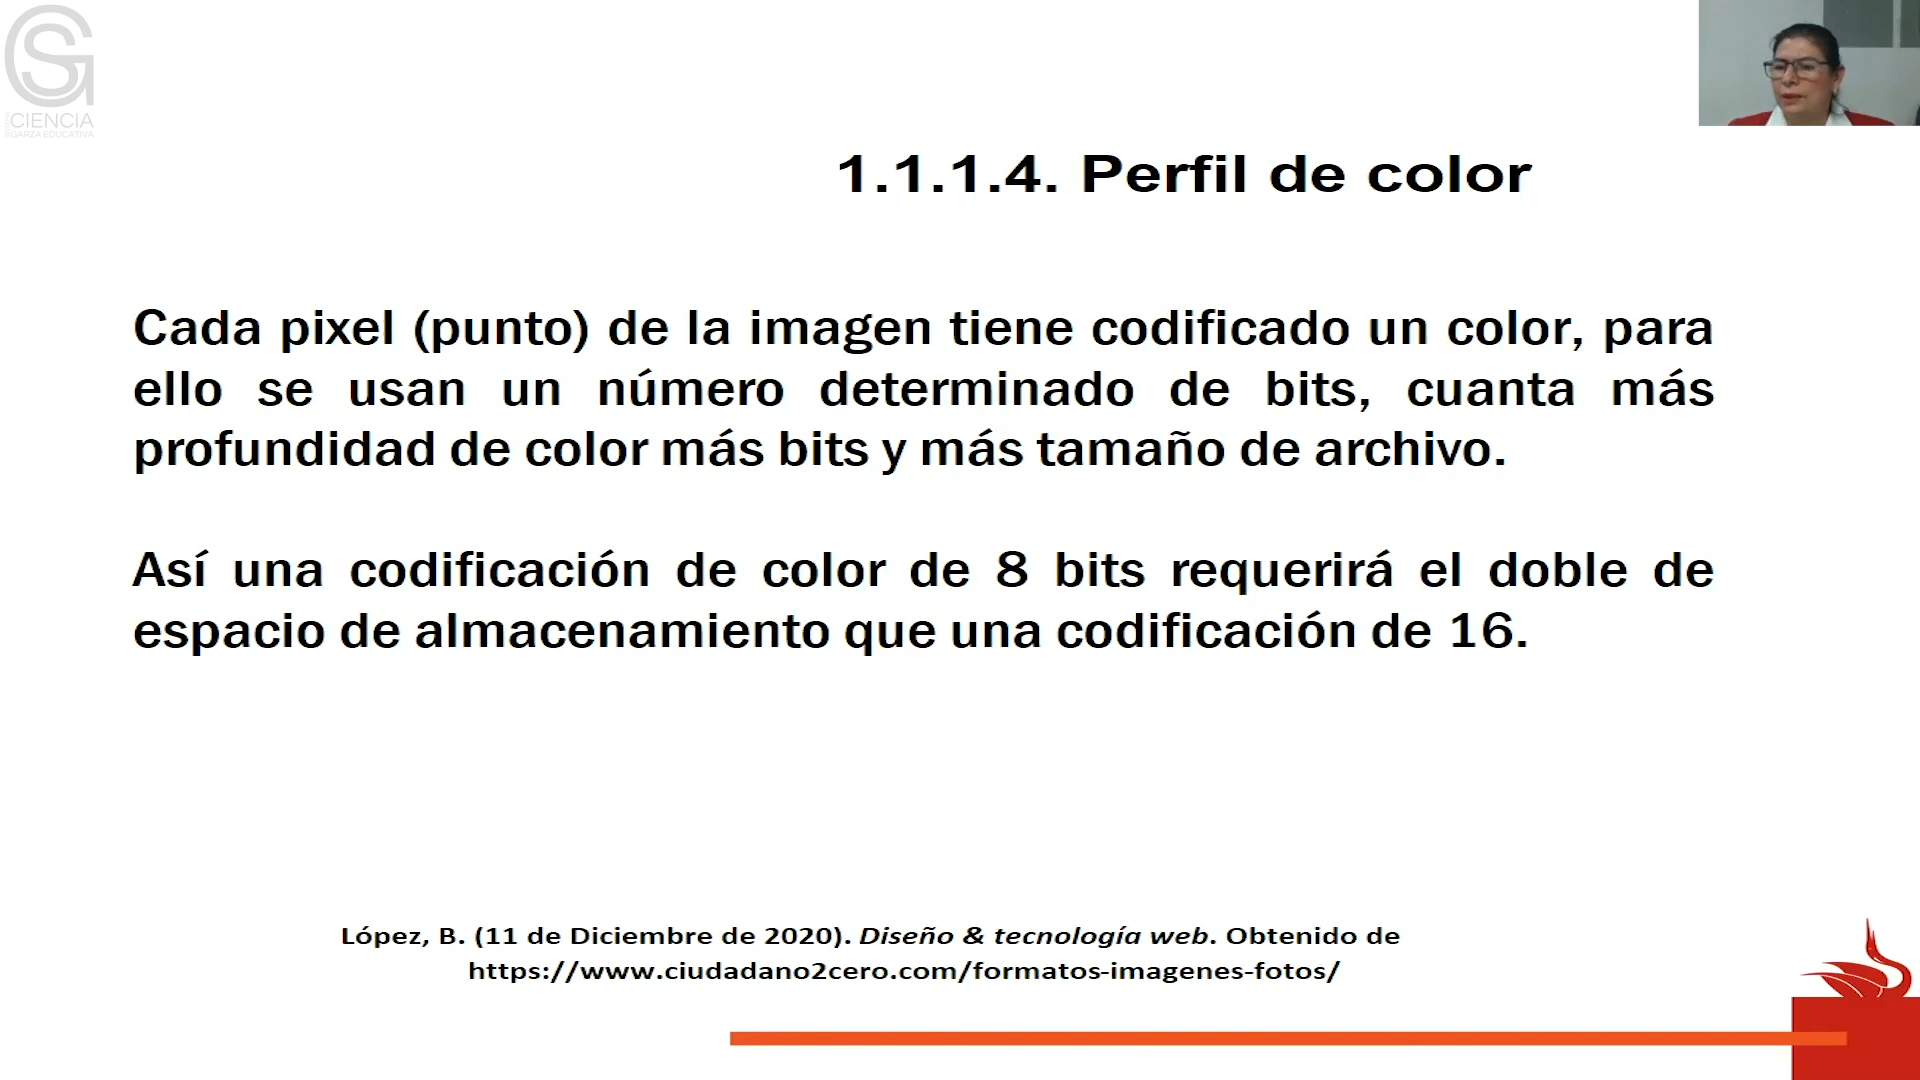 CIENCIA
GARZA EDUCATIVA
1.1.1.4. Perfil de color
Cada pixel (punto) de la imagen tiene codificado un color, para
ello se usan un número determinado de bits, cuanta más
profundidad de color más bits y más tamaño de archivo.
Así una codificación de color de 8 bits requerirá el doble de
espacio de almacenamiento que una codificación de 16.
López, B. (11 de Diciembre de 2020). Diseño & tecnología web. Obtenido de
https://www.ciudadano2cero.com/formatos-imagenes-fotos/